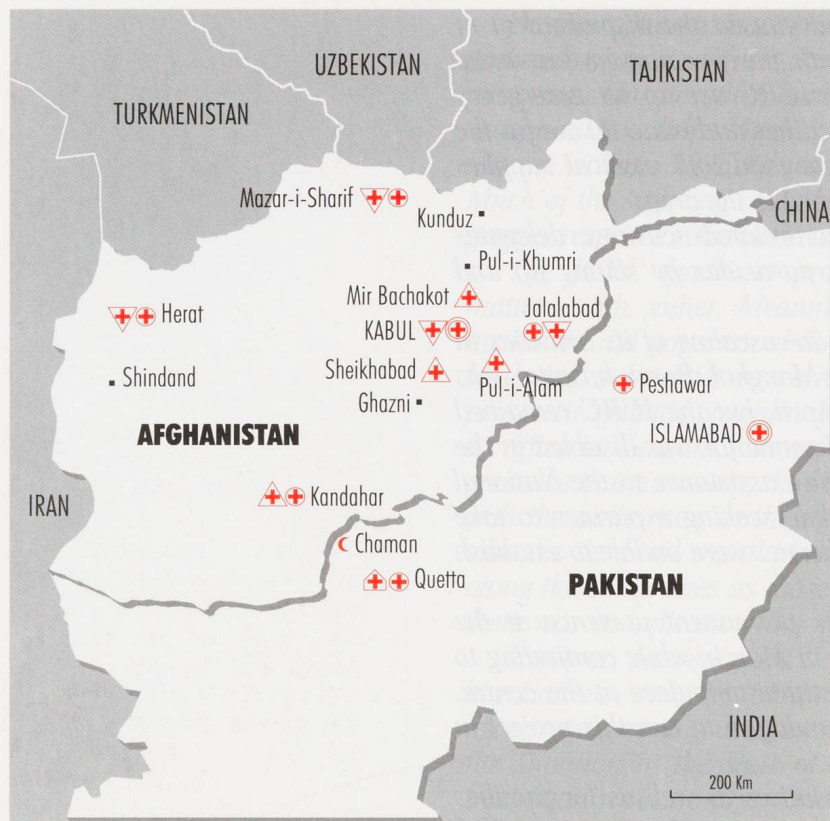 UZBEKISTAN
TAJIKISTAN
TURKMENISTAN
Mazar-i-Sharif
Kunduz
CHINA
Pul-i-Khumri
Mir Bachakot
Jalalabad
Herat
KABUL
Sheikhabad
Pul-i-Alam
Shindand
Peshawar
Ghazni
AFGHANISTAN
ISLAMABAD
IRAN
Kandahar
Chaman
Quetta
PAKISTAN
INDIA
200 Km